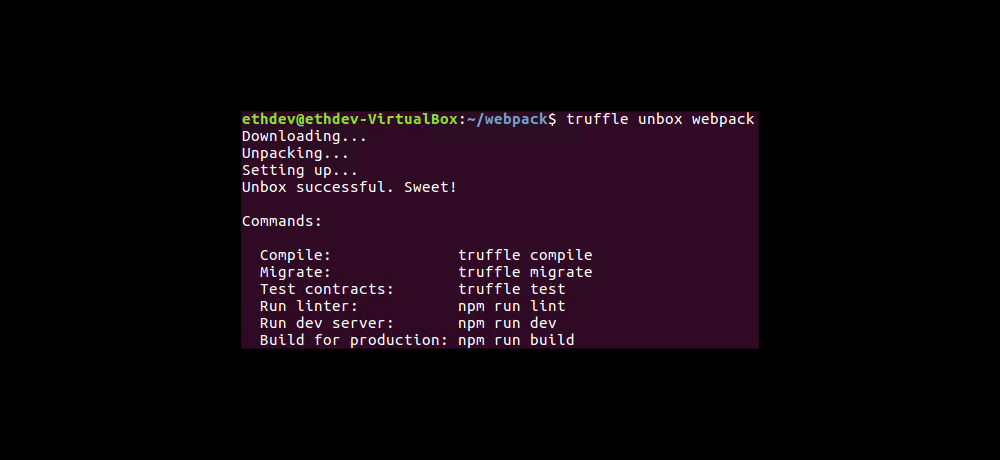 ethdev@ethdev-VirtualBox:~/webpack$ truffle unbox webpack
Downloading...
Unpacking...
Setting up...
Unbox successful. Sweet!
Commands:
Compile: truffle compile
Migrate: truffle migrate
Test contracts: truffle test
Run linter: npm run lint
Run dev server: npm run dev
Build for production: npm run build